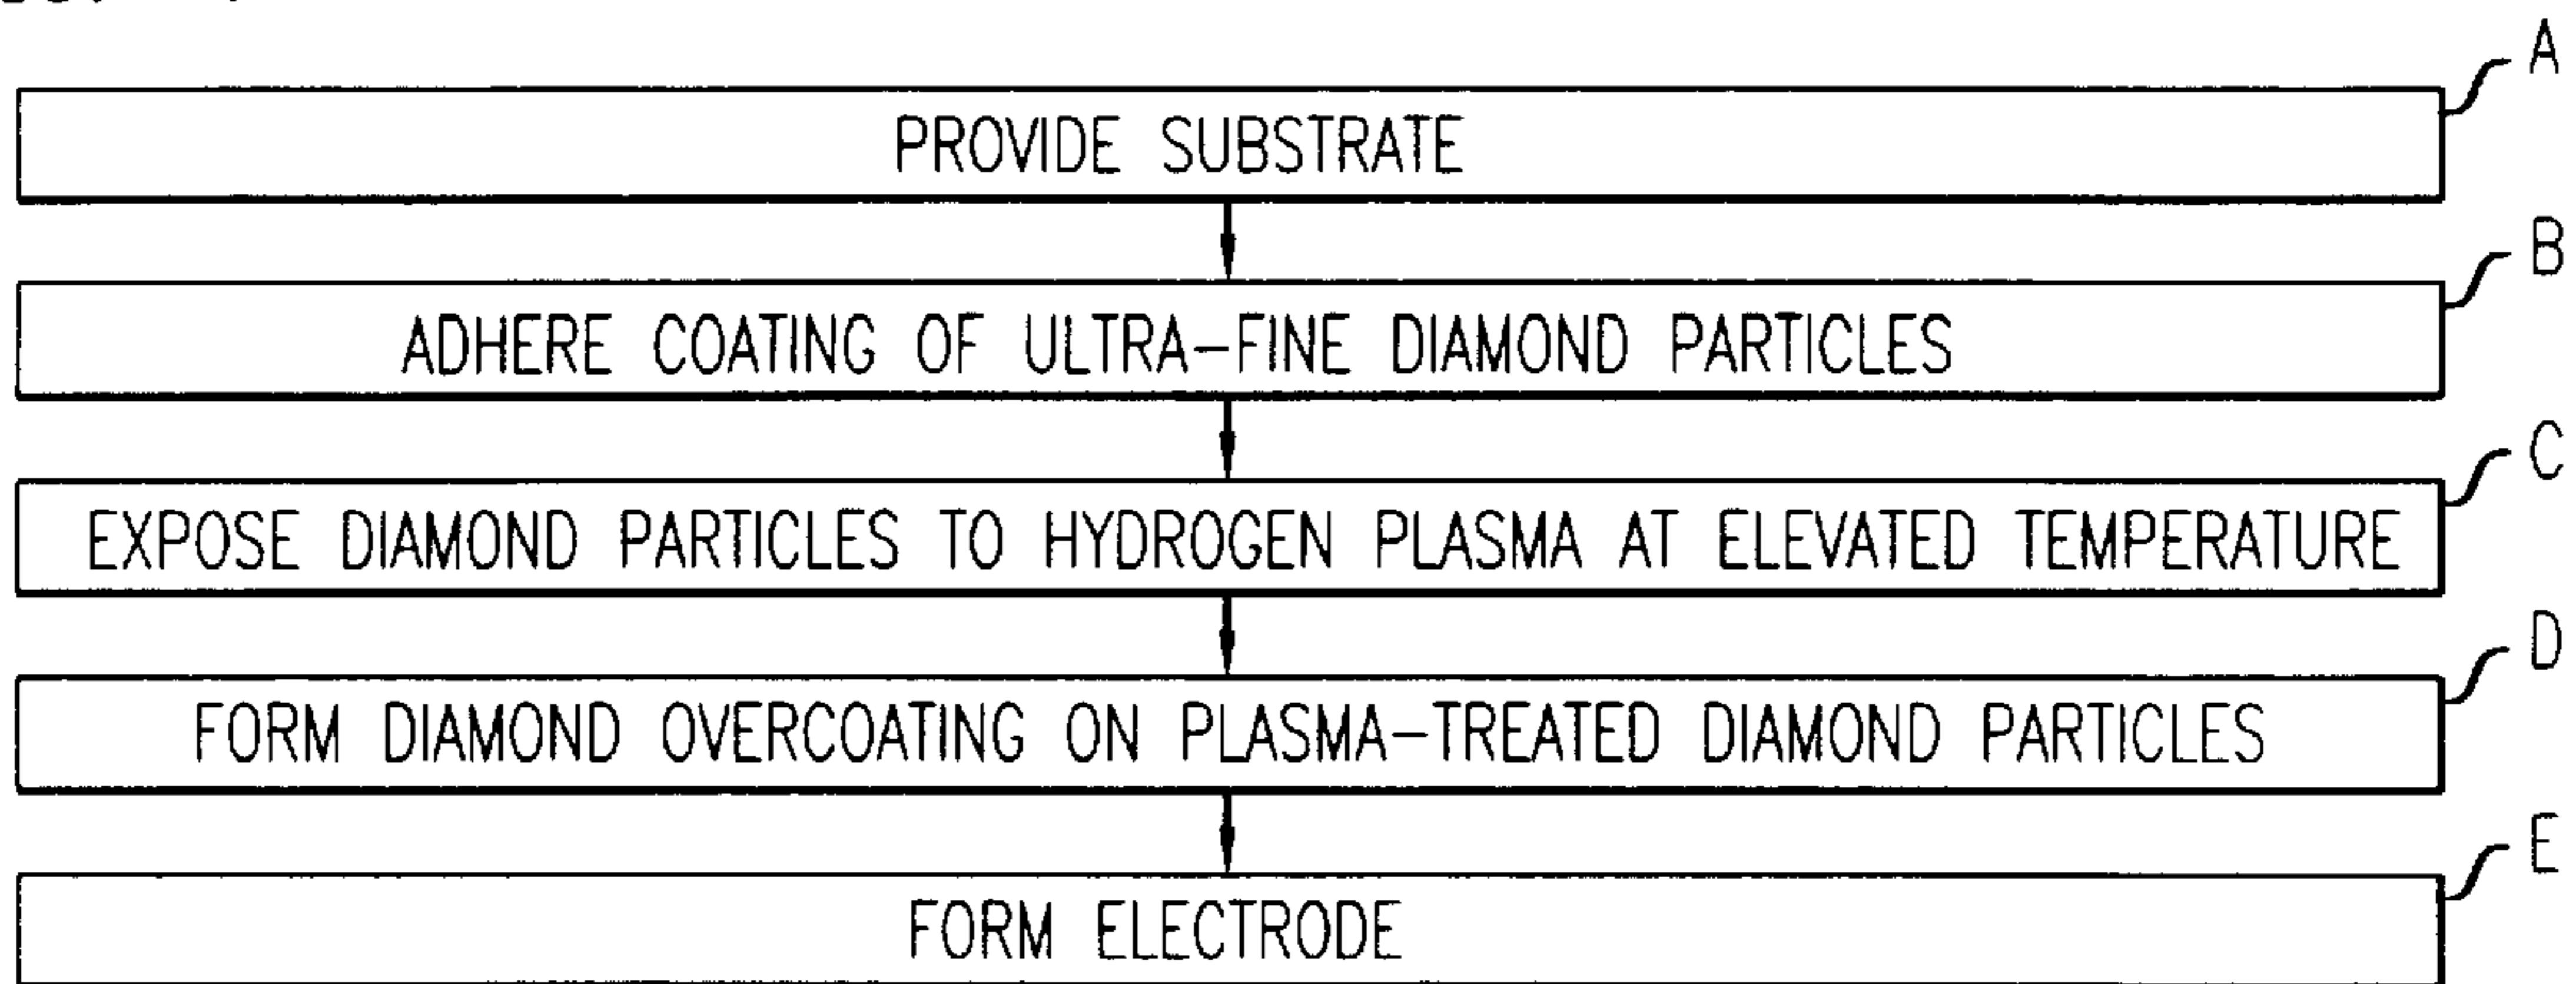 A
PROVIDE SUBSTRATE
B
ADHERE COATING OF ULTRA-FINE DIAMOND PARTICLES
C
EXPOSE DIAMOND PARTICLES TO HYDROGEN PLASMA AT ELEVATED TEMPERATURE
D
FORM DIAMOND OVERCOATING ON PLASMA-TREATED DIAMOND PARTICLES
E
FORM ELECTRODE